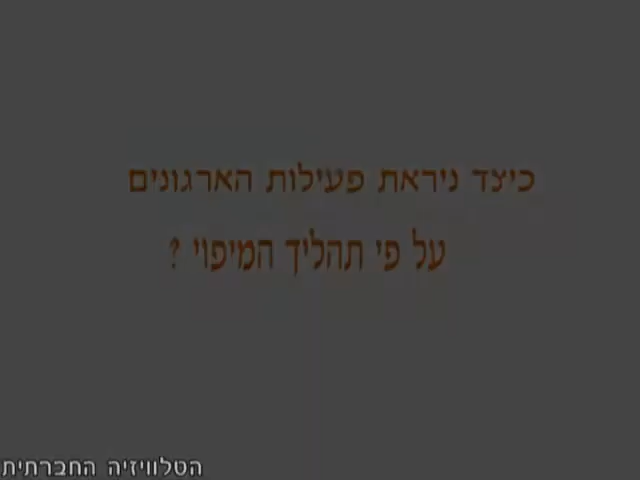 כיצד ניראת פעילות הארגונים
על פי תהליך המיפוי ?
הטלוויזיה החברתית